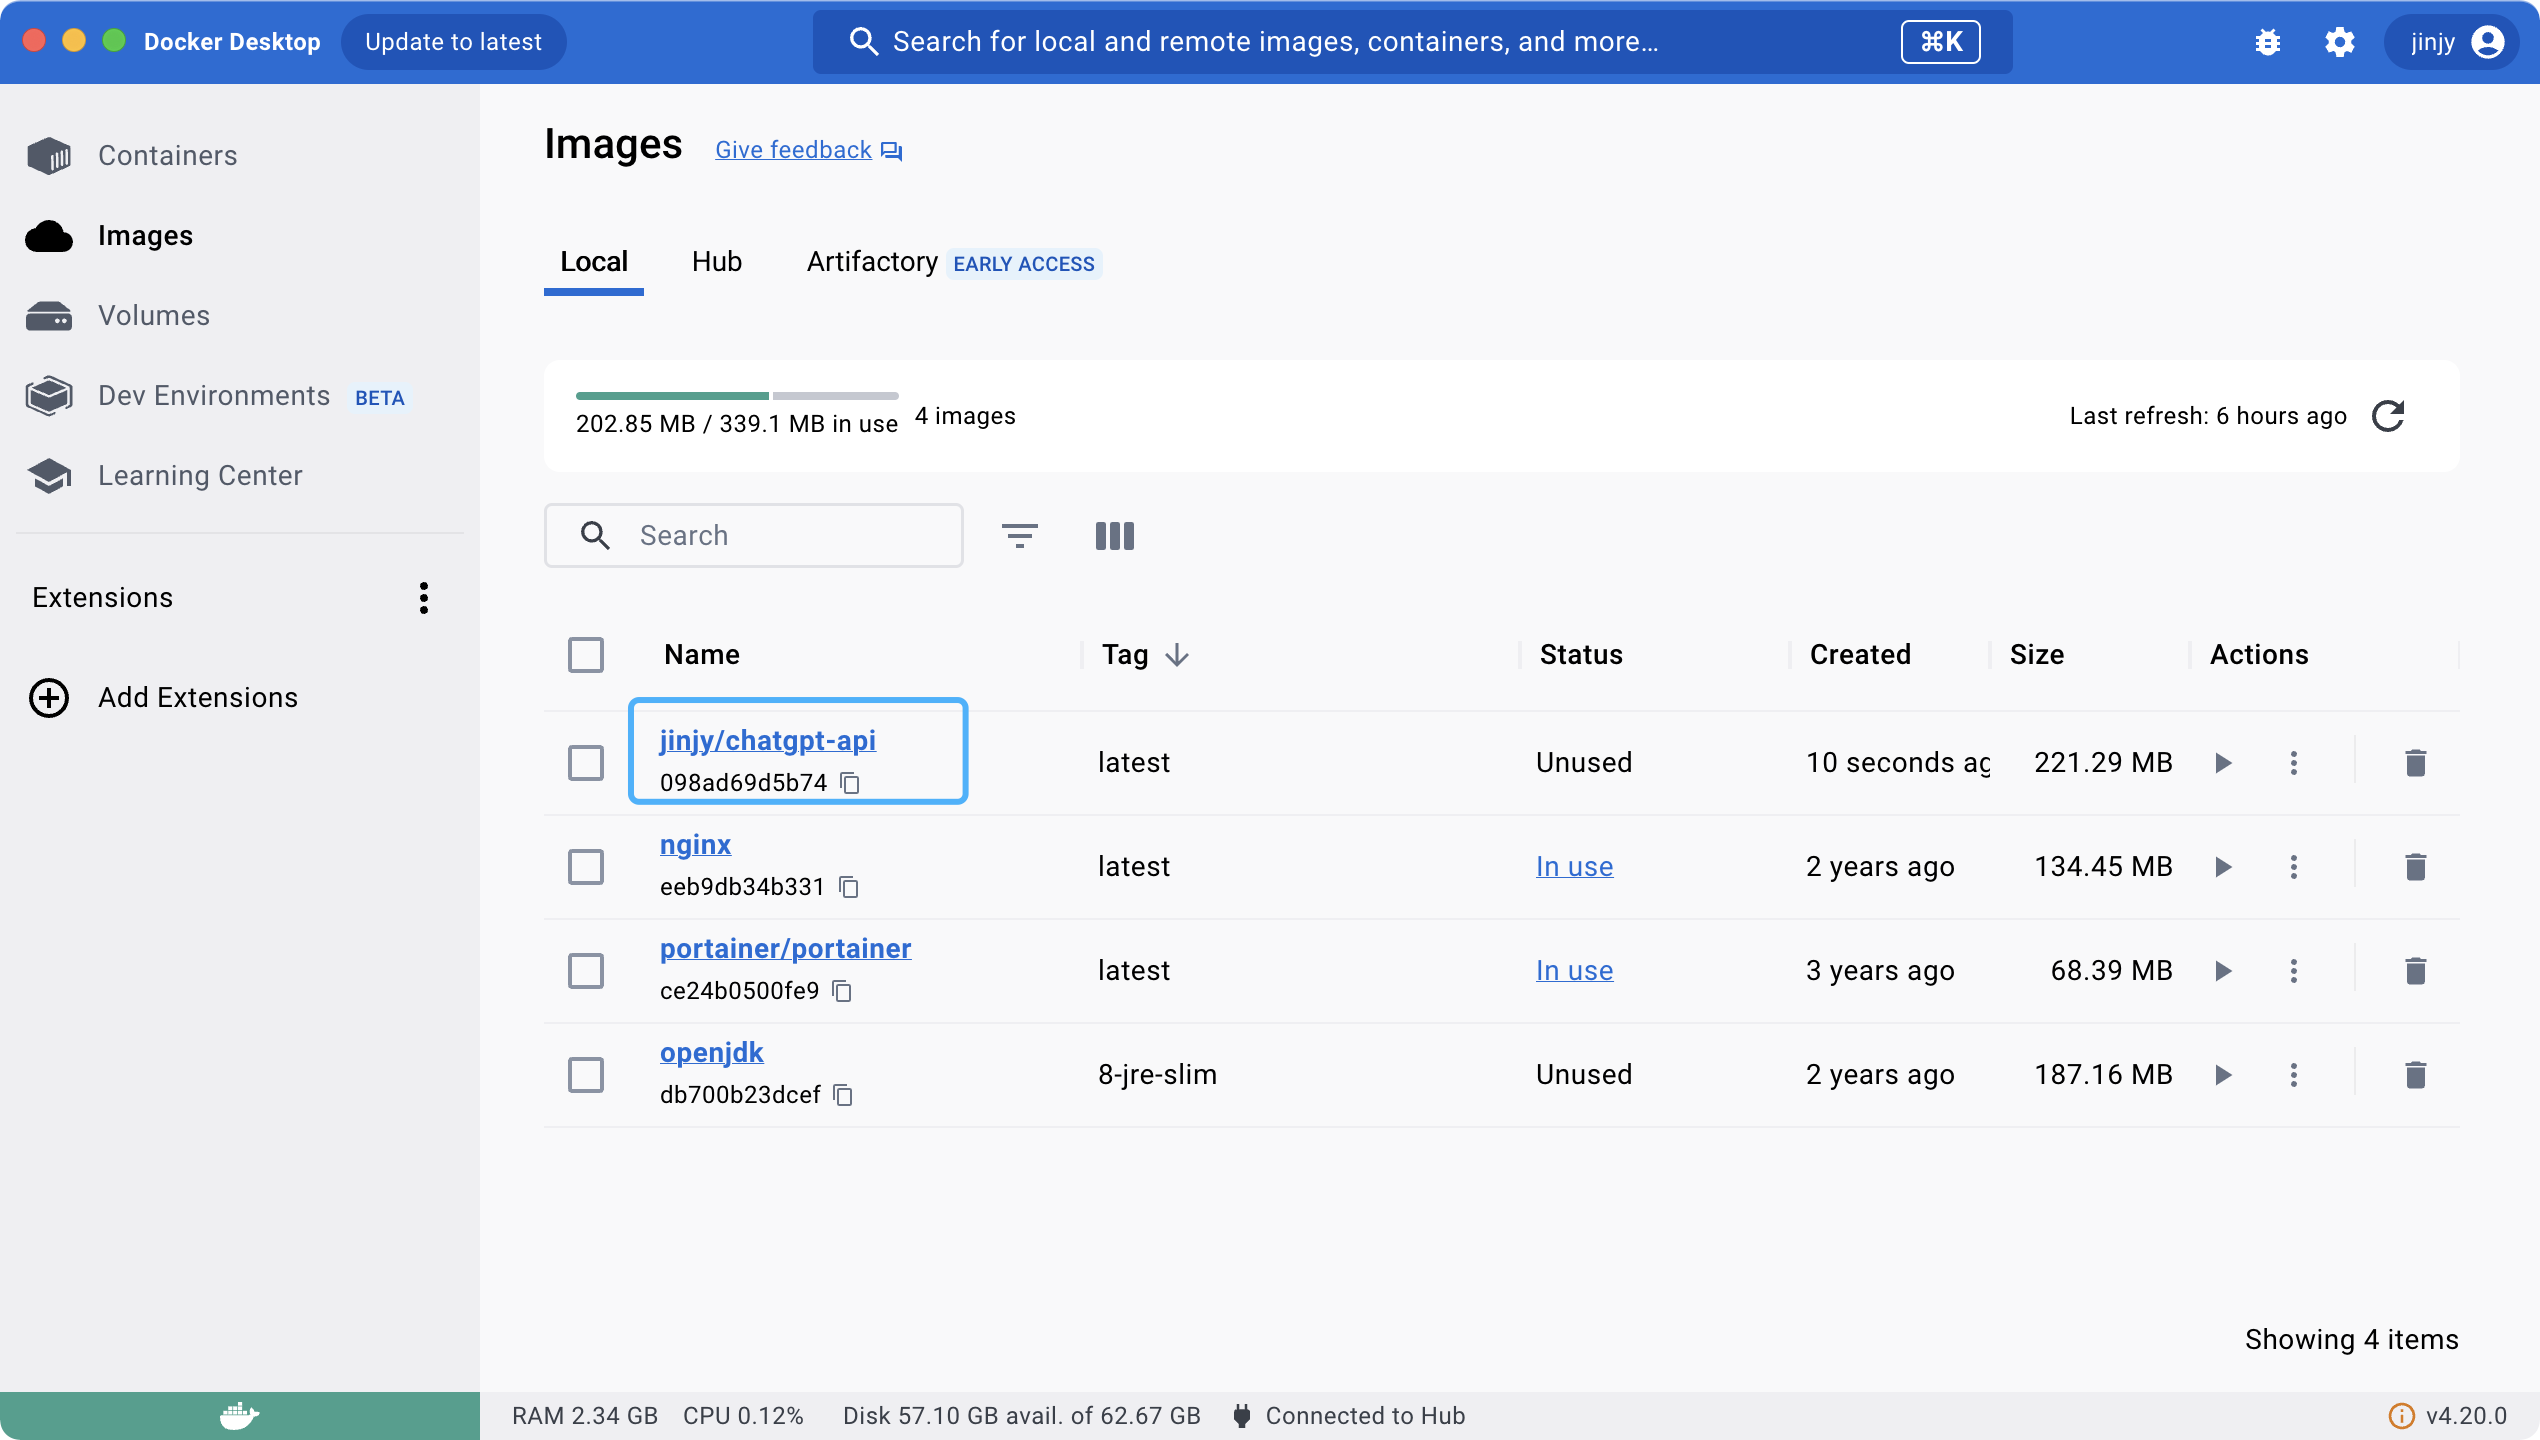 Docker Desktop
Update to latest
Search for local and remote images, containers, and more...
⌘K
jinjy
Containers
Images
Volumes
Dev Environments BETA
Learning Center
Extensions
Add Extensions
Images
Give feedback
Local Hub Artifactory EARLY ACCESS
202.85 MB / 339.1 MB in use
4 images
Last refresh: 6 hours ago
Search
Name Tag Status Created Size Actions
jinjy/chatgpt-api
098ad69d5b74
latest Unused 10 seconds ag 221.29 MB
nginx
eeb9db34b331
latest In use 2 years ago 134.45 MB
portainer/portainer
ce24b0500fe9
latest In use 3 years ago 68.39 MB
openjdk
db700b23dcef
8-jre-slim Unused 2 years ago 187.16 MB
Showing 4 items
RAM 2.34 GB CPU 0.12% Disk 57.10 GB avail. of 62.67 GB Connected to Hub v4.20.0